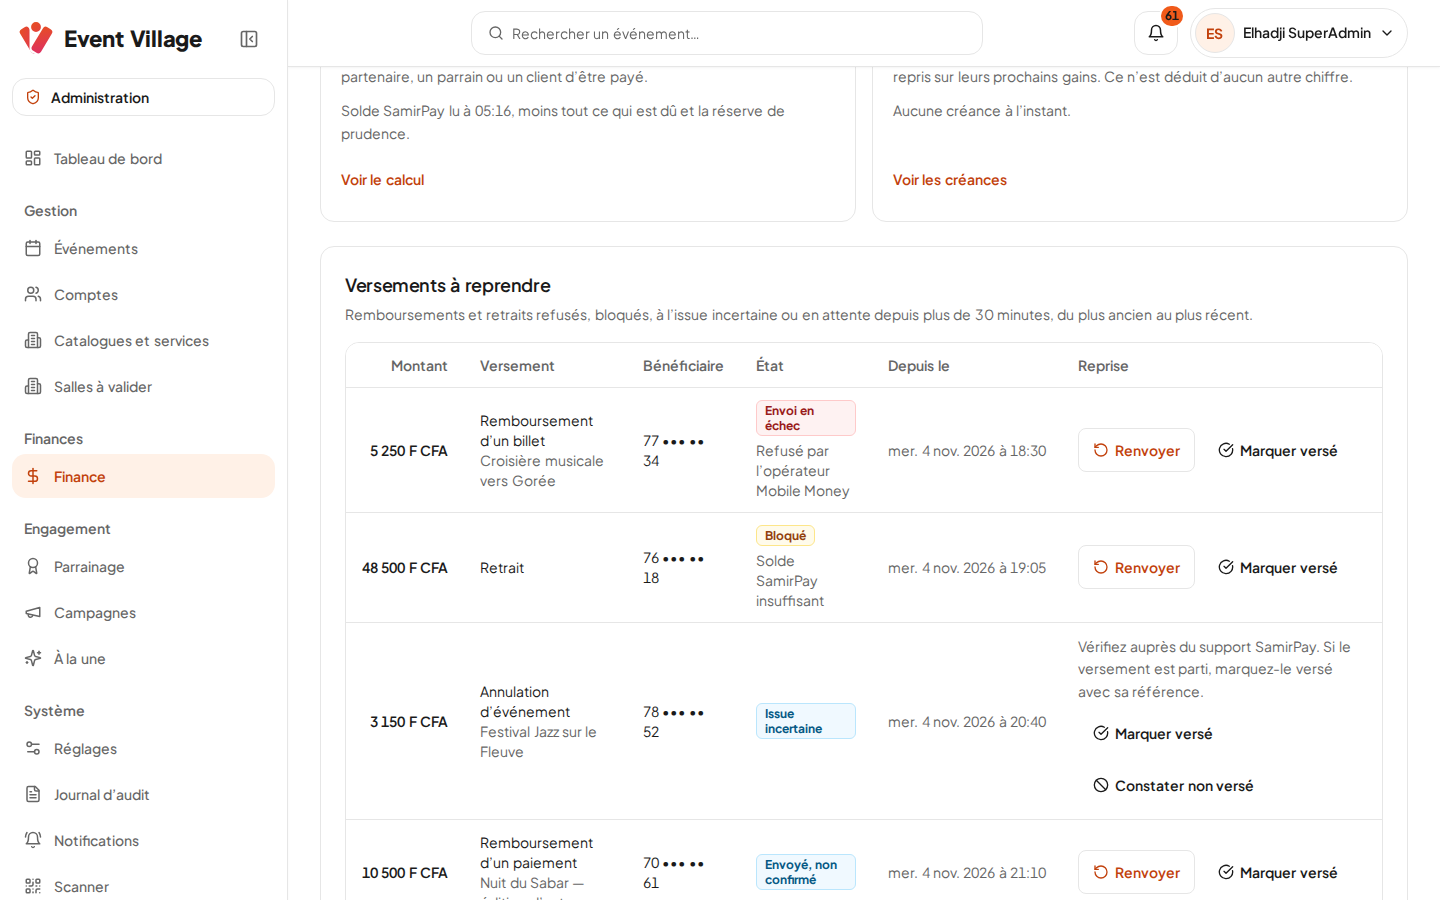 Event Village
Rechercher un événement...
61
ES
Elhadji SuperAdmin
Administration
Tableau de bord
Gestion
Événements
Comptes
Catalogues et services
Salles à valider
Finances
Finance
Engagement
Parrainage
Campagnes
À la une
Système
Réglages
Journal d'audit
Notifications
Scanner
partenaire, un parrain ou un client d'être payé.
Solde SamirPay lu à 05:16, moins tout ce qui est dû et la réserve de
prudence.
Voir le calcul
repris sur leurs prochains gains. Ce n'est déduit d'aucun autre chiffre.
Aucune créance à l'instant.
Voir les créances
Versements à reprendre
Remboursements et retraits refusés, bloqués, à l'issue incertaine ou en attente depuis plus de 30 minutes, du plus ancien au plus récent.
Montant
Versement
Bénéficiaire
État
Depuis le
Reprise
5 250 F CFA
Remboursement
d'un billet
Croisière musicale
vers Gorée
77 ••• ••
34
Envoi en
échec
Refusé par
l'opérateur
Mobile Money
mer. 4 nov. 2026 à 18:30
Renvoyer
Marquer versé
48 500 F CFA
Retrait
76 ••• ••
18
Bloqué
Solde
SamirPay
insuffisant
mer. 4 nov. 2026 à 19:05
Renvoyer
Marquer versé
3 150 F CFA
Annulation
d'événement
Festival Jazz sur le
Fleuve
78 ••• ••
52
Issue
incertaine
mer. 4 nov. 2026 à 20:40
Vérifiez auprès du support SamirPay. Si le
versement est parti, marquez-le versé
avec sa référence.
Marquer versé
Constater non versé
10 500 F CFA
Remboursement
d'un paiement
Nuit du Sabar —
70 ••• ••
61
Envoyé, non
confirmé
mer. 4 nov. 2026 à 21:10
Renvoyer
Marquer versé